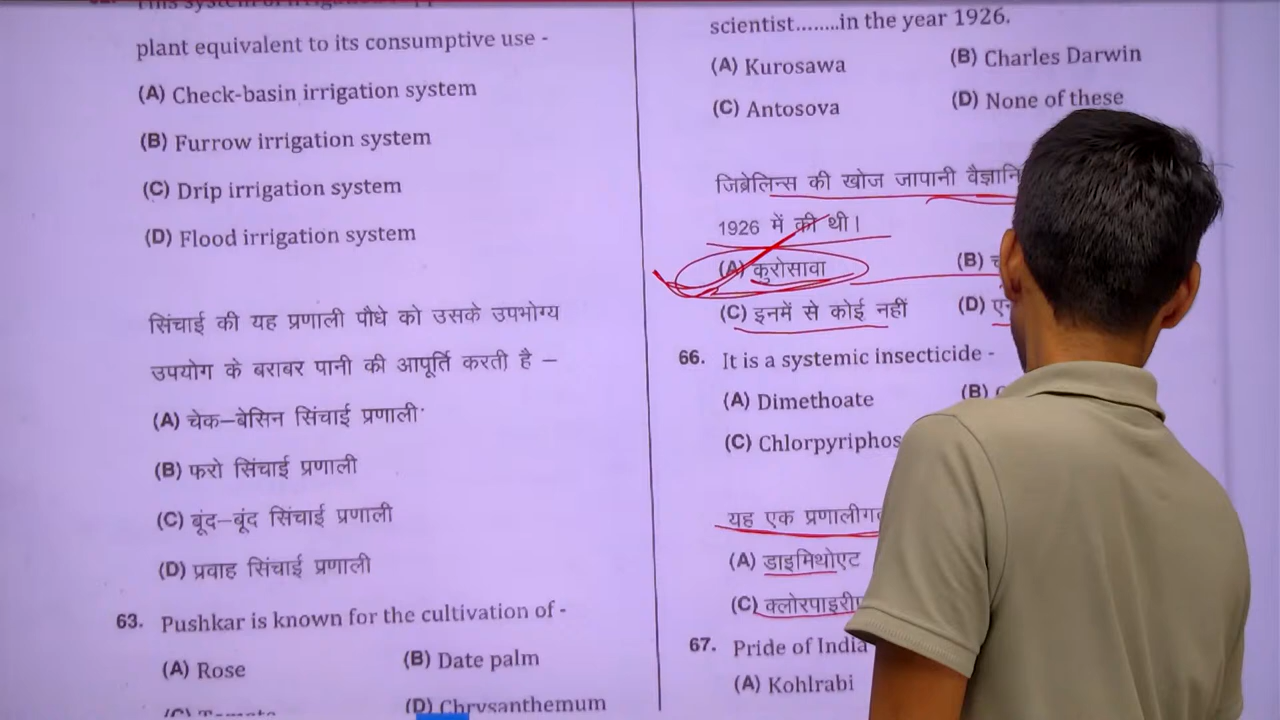 plant equivalent to its consumptive use -
(A) Check-basin irrigation system
(B) Furrow irrigation system
(C) Drip irrigation system
(D) Flood irrigation system
सिंचाई की यह प्रणाली पौधे को उसके उपभोग्य
उपयोग के बराबर पानी की आपूर्ति करती है –
(A) चेक–बेसिन सिंचाई प्रणाली
(B) फरो सिंचाई प्रणाली
(C) बूंद–बूंद सिंचाई प्रणाली
(D) प्रवाह सिंचाई प्रणाली
63. Pushkar is known for the cultivation of -
(A) Rose (B) Date palm
(D) Chrysanthemum
scientist........in the year 1926.
(A) Kurosawa (B) Charles Darwin
(C) Antosova (D) None of these
जिब्रेलिन्स की खोज जापानी
1926 में की थी।
(A) कुरोसावा (B)
(C) इनमें से कोई नहीं (D)
66. It is a systemic insecticide -
(A) Dimethoate (B)
(C) Chlorpyriphos
यह एक
(A) डाइमिथोएट
(C)
67. Pride of India
(A) Kohlrabi